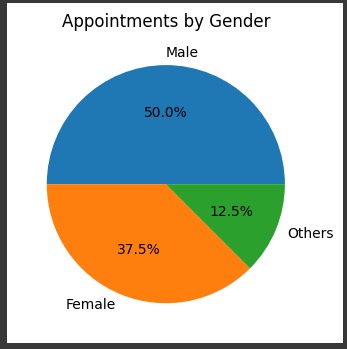 Appointments by Gender
Male
50.0%
12.5%
Others
37.5%
Female